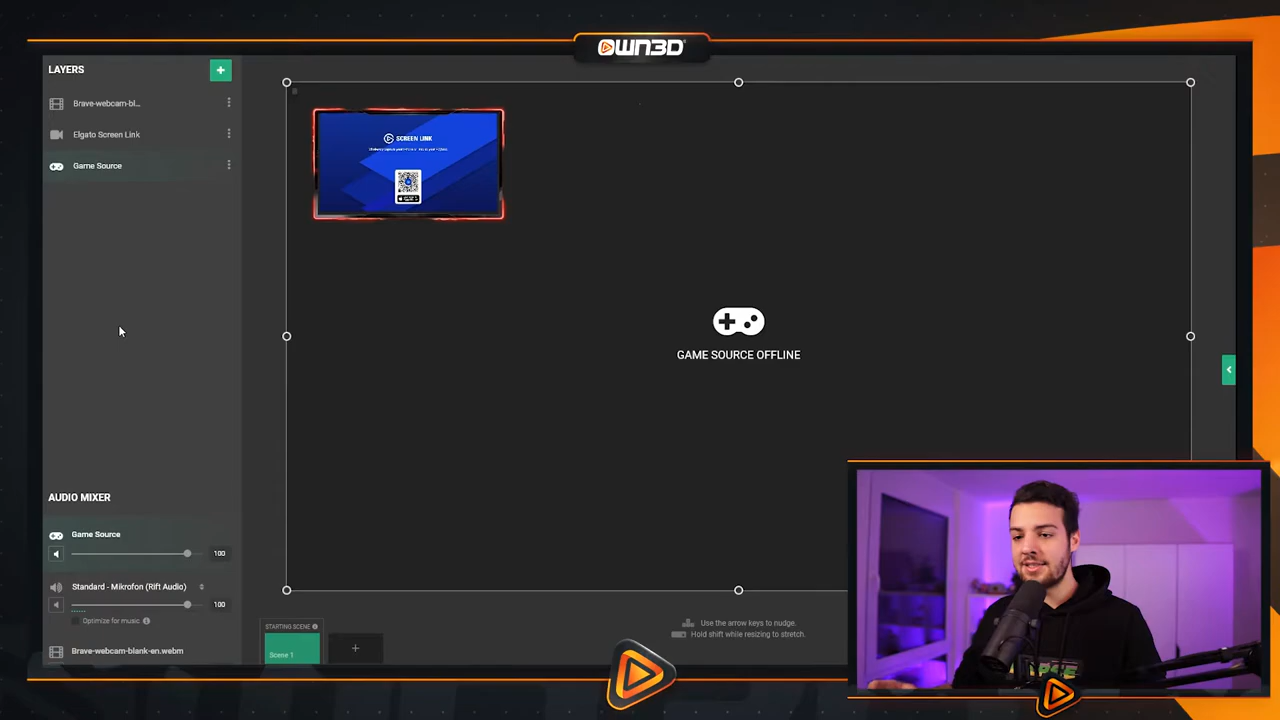 OWN3D
LAYERS
Brave-webcam-bl...
Elgato Screen Link
Game Source
SCREEN LINK
GAME SOURCE OFFLINE
AUDIO MIXER
Game Source
100
Standard - Mikrofon (Rift Audio)
100
Optimize for music
Brave-webcam-blank-en.webm
STARTING SCENE
Scene 1
Use the arrow keys to nudge.
Hold shift while resizing to stretch.